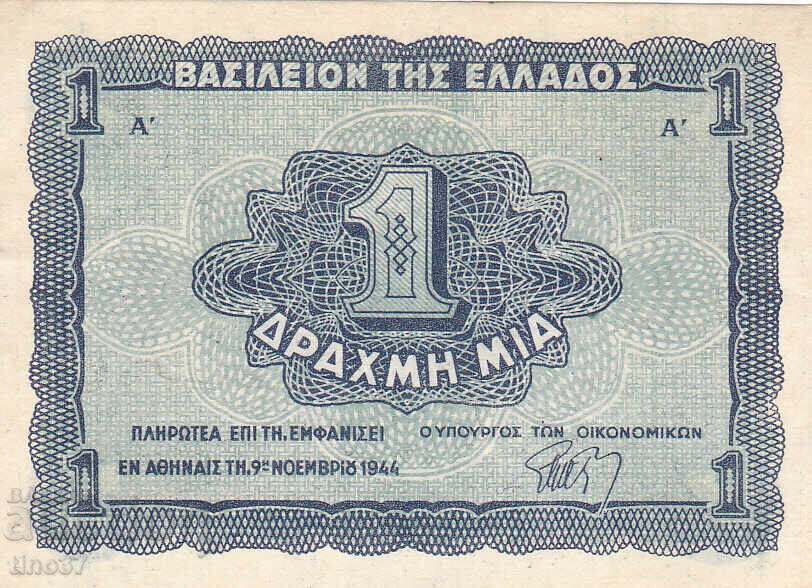 1 ΒΑΣΙΛΕΙΟΝ ΤΗΣ ΕΛΛΑΔΟΣ 1
Α′ Α′
1
ΔΡΑΧΜΗ ΜΙΑ
ΠΛΗΡΩΤΕΑ ΕΠΙ ΤΗ. ΕΜΦΑΝΙΣΕΙ Ο ΥΠΟΥΡΓΟΣ ΤΩΝ ΟΙΚΟΝΟΜΙΚΩΝ
1 ΕΝ ΑΘΗΝΑΙΣ ΤΗ. 9ῃ ΝΟΕΜΒΡΙΟΥ 1944 1
tino37